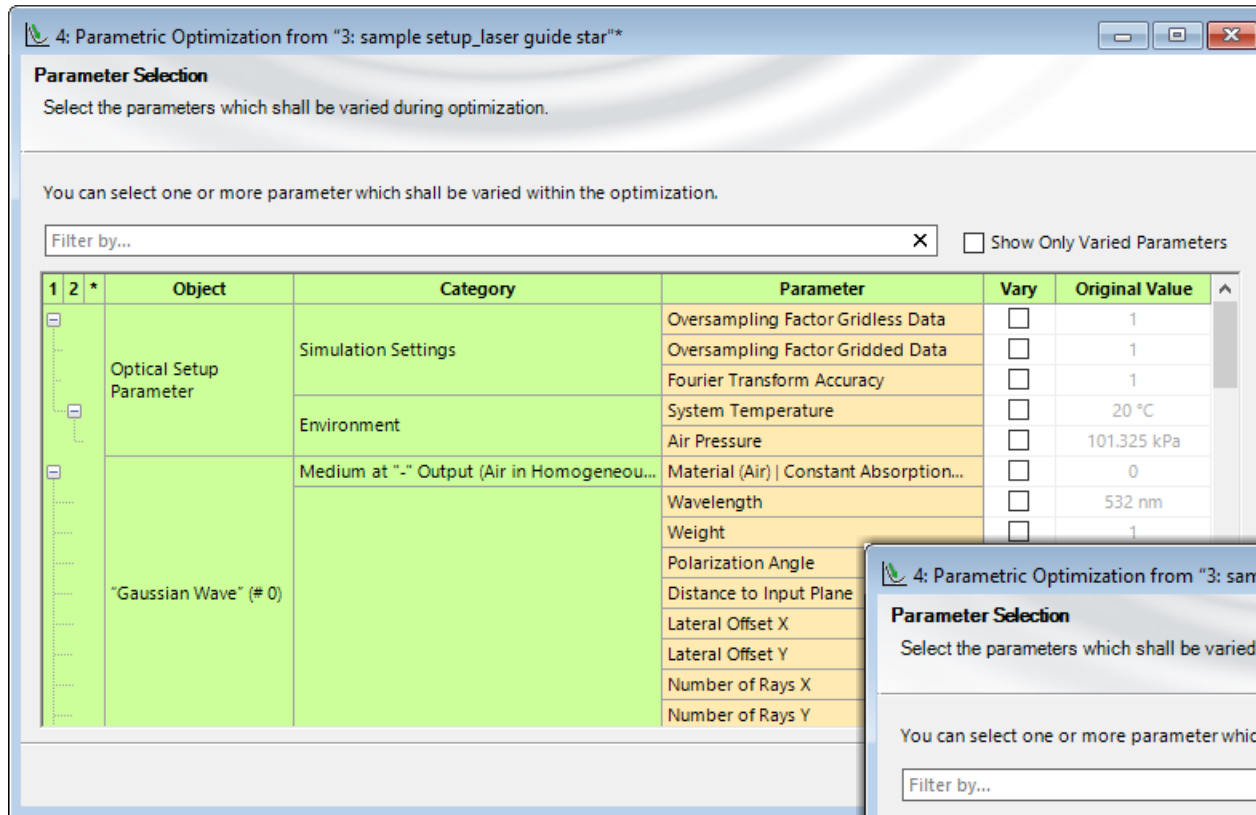 4: Parametric Optimization from "3: sample setup_laser guide star"*
Parameter Selection
Select the parameters which shall be varied during optimization.
You can select one or more parameter which shall be varied within the optimization.
Filter by... Show Only Varied Parameters
1 2 * Object Category Parameter Vary Original Value
Optical Setup Parameter Simulation Settings Oversampling Factor Gridless Data 1
Oversampling Factor Gridded Data 1
Fourier Transform Accuracy 1
Environment System Temperature 20 °C
Air Pressure 101.325 kPa
"Gaussian Wave" (# 0) Medium at "-" Output (Air in Homogeneou... Material (Air) | Constant Absorption... 0
Wavelength 532 nm
Weight 1
Polarization Angle
Distance to Input Plane
Lateral Offset X
Lateral Offset Y
Number of Rays X
Number of Rays Y
4: Parametric Optimization from "3: sam
Parameter Selection
Select the parameters which shall be varied
You can select one or more parameter whic
Filter by...